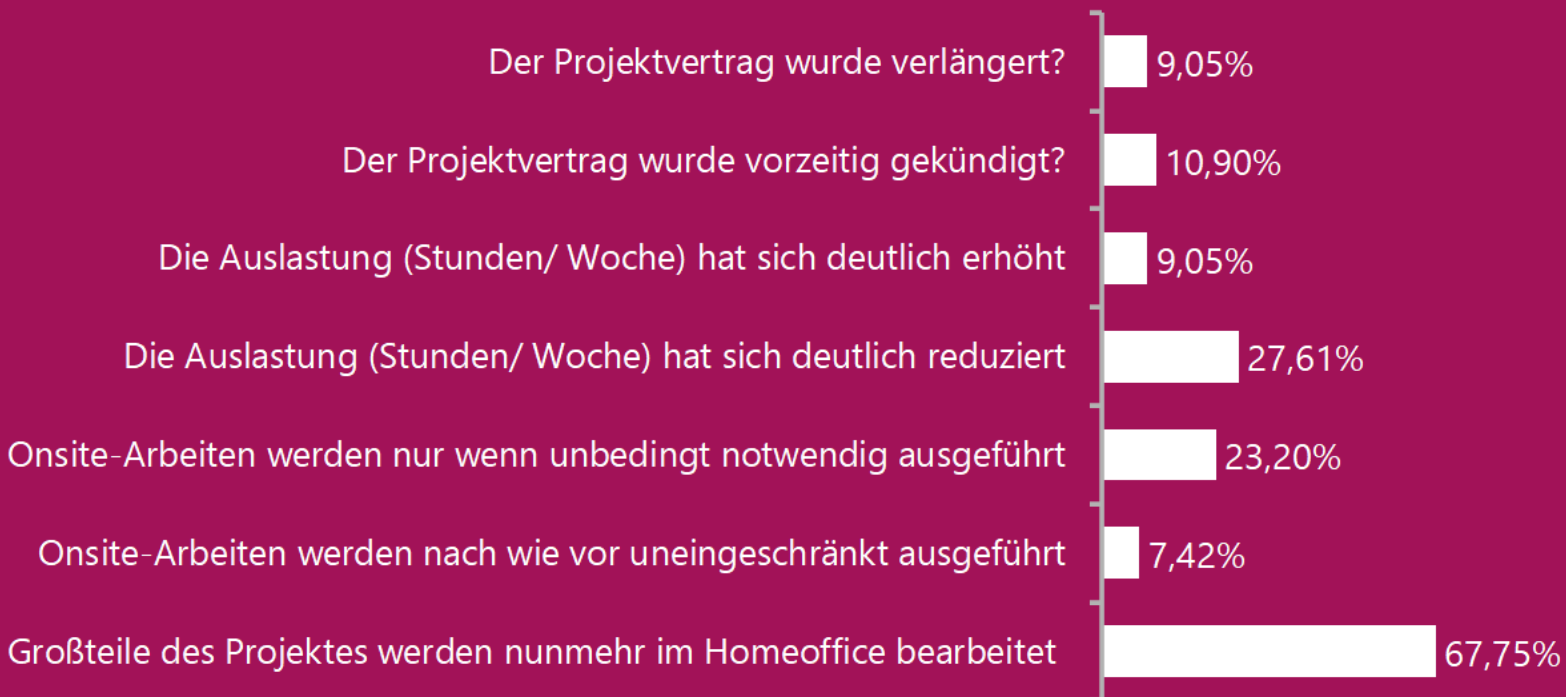 Der Projektvertrag wurde verlängert? 9,05%
Der Projektvertrag wurde vorzeitig gekündigt? 10,90%
Die Auslastung (Stunden/ Woche) hat sich deutlich erhöht 9,05%
Die Auslastung (Stunden/ Woche) hat sich deutlich reduziert 27,61%
Onsite-Arbeiten werden nur wenn unbedingt notwendig ausgeführt 23,20%
Onsite-Arbeiten werden nach wie vor uneingeschränkt ausgeführt 7,42%
Großteile des Projektes werden nunmehr im Homeoffice bearbeitet 67,75%